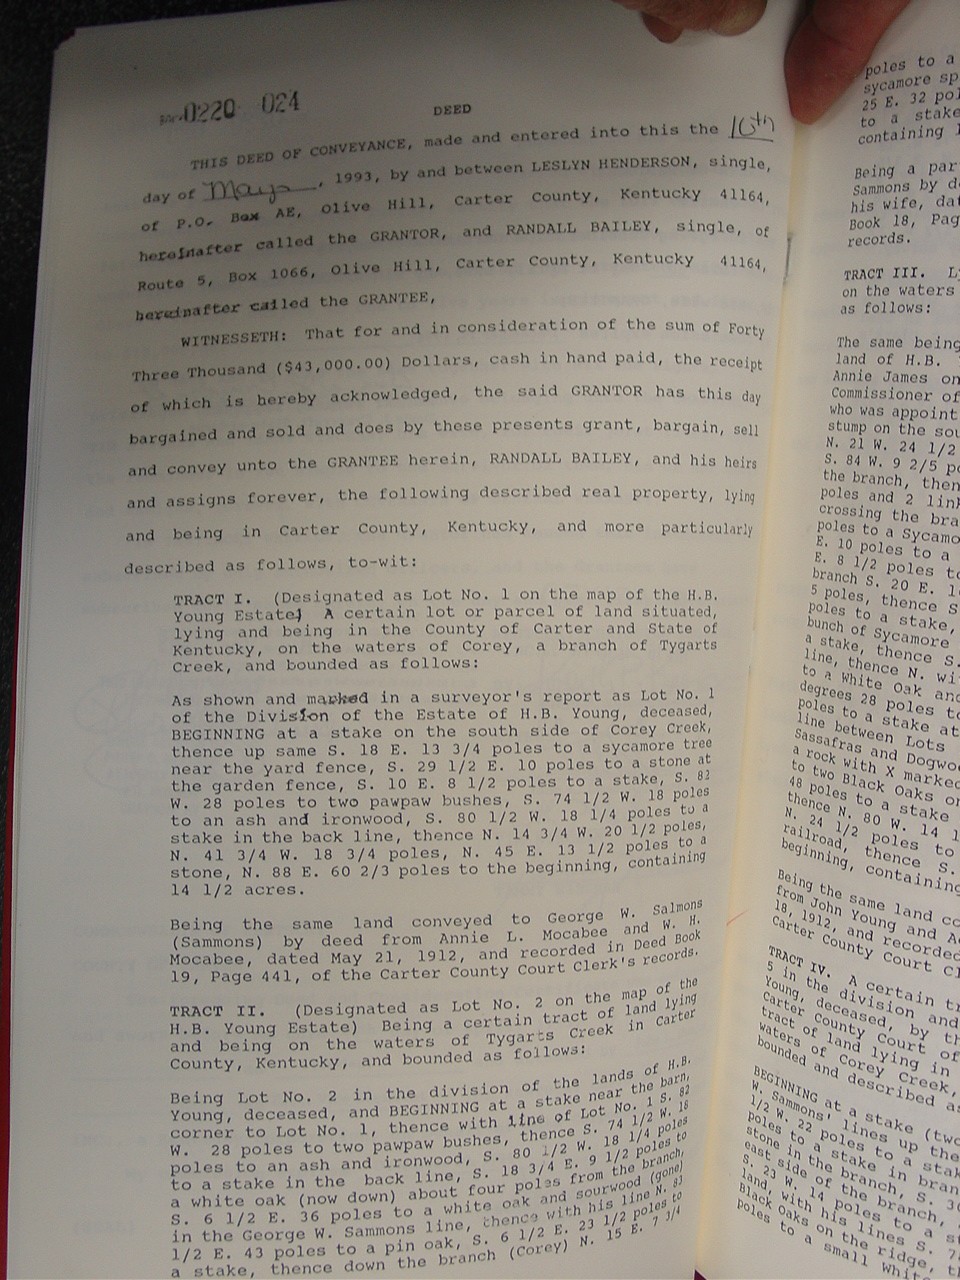 0220 024
DEED
THIS DEED OF CONVEYANCE, made and entered into this the 10th
day of May, 1993, by and between LESLYN HENDERSON, single,
of P.O. Box AE, Olive Hill, Carter County, Kentucky 41164,
hereinafter called the GRANTOR, and RANDALL BAILEY, single, of
Route 5, Box 1066, Olive Hill, Carter County, Kentucky 41164,
hereinafter called the GRANTEE,
WITNESSETH: That for and in consideration of the sum of Forty
Three Thousand ($43,000.00) Dollars, cash in hand paid, the receipt
of which is hereby acknowledged, the said GRANTOR has this day
bargained and sold and does by these presents grant, bargain, sell
and convey unto the GRANTEE herein, RANDALL BAILEY, and his heirs
and assigns forever, the following described real property, lying
and being in Carter County, Kentucky, and more particularly
described as follows, to-wit:
TRACT I. (Designated as Lot No. 1 on the map of the H.B.
Young Estate) A certain lot or parcel of land situated,
lying and being in the County of Carter and State of
Kentucky, on the waters of Corey, a branch of Tygarts
Creek, and bounded as follows:
As shown and marked in a surveyor's report as Lot No. 1
of the Division of the Estate of H.B. Young, deceased,
BEGINNING at a stake on the south side of Corey Creek,
thence up same S. 18 E. 13 3/4 poles to a sycamore tree
near the yard fence, S. 29 1/2 E. 10 poles to a stone at
the garden fence, S. 10 E. 8 1/2 poles to a stake, S. 82
W. 28 poles to two pawpaw bushes, S. 74 1/2 W. 18 poles
to an ash and ironwood, S. 80 1/2 W. 18 1/4 poles to a
stake in the back line, thence N. 14 3/4 W. 20 1/2 poles,
N. 41 3/4 W. 18 3/4 poles, N. 45 E. 13 1/2 poles to a
stone, N. 88 E. 60 2/3 poles to the beginning, containing
14 1/2 acres.
Being the same land conveyed to George W. Salmons
(Sammons) by deed from Annie L. Mocabee and W. H.
Mocabee, dated May 21, 1912, and recorded in Deed Book
19, Page 441, of the Carter County Court Clerk's records.
TRACT II. (Designated as Lot No. 2 on the map of the
H.B. Young Estate) Being a certain tract of land lying
and being on the waters of Tygarts Creek in Carter
County, Kentucky, and bounded as follows:
Being Lot No. 2 in the division of the lands of H.B.
Young, deceased, and BEGINNING at a stake near the barn,
corner to Lot No. 1, thence with line of Lot No. 1 S. 82
W. 28 poles to two pawpaw bushes, thence S. 74 1/2 W. 18
poles to an ash and ironwood, S. 80 1/2 W. 18 1/4 poles
to a stake in the back line, S. 18 3/4 E. 9 1/2 poles to
a white oak (now down) about four poles from the branch,
S. 6 1/2 E. 36 poles to a white oak and sourwood (gone)
in the George W. Sammons line, thence with his line N. 83
1/2 E. 43 poles to a pin oak, S. 6 1/2 E. 23 1/2 poles to
a stake, thence down the branch (Corey) N. 15 E. 7 3/4
poles to a
sycamore
25 E. 32
to a stake
containing
Being a
Sammons by
his wife,
Book 18,
records.
TRACT III.
on the waters
as follows:
The same being
land of H.B.
Annie James on
Commissioner of
who was
stump on the
N. 21 W. 24 1/2
S. 84 W. 9 2/5
the branch,
poles and 2
crossing the
poles to a
E. 10 poles to a
E. 8 1/2 poles
branch S. 20 E.
5 poles, thence S.
poles to a stake,
bunch of Sycamore
a stake, thence S.
line, thence N.
to a White Oak and
degrees 28 poles
poles to a stake at
line between Lots
Sassafras and
a rock with X marked
to two Black Oaks
48 poles to a stake
thence N. 80 W. 14
N. 24 1/2 poles to
railroad, thence S.
beginning, containing
Being the same land
from John Young and
18, 1912, and recorded
Carter County Court
TRACT IV. A certain
5 in the division and
Young, deceased, by
Carter County Court of
tract of land lying in
waters of Corey Creek,
bounded and described
BEGINNING at a stake
W. Sammons' lines up the
1/2 W. 22 poles to a
poles to a stake in
stone in the branch, S.
east side of the branch,
S. 23 W. 14 poles to a
land, with his lines S.
Black Oaks on the ridge,
poles to a small